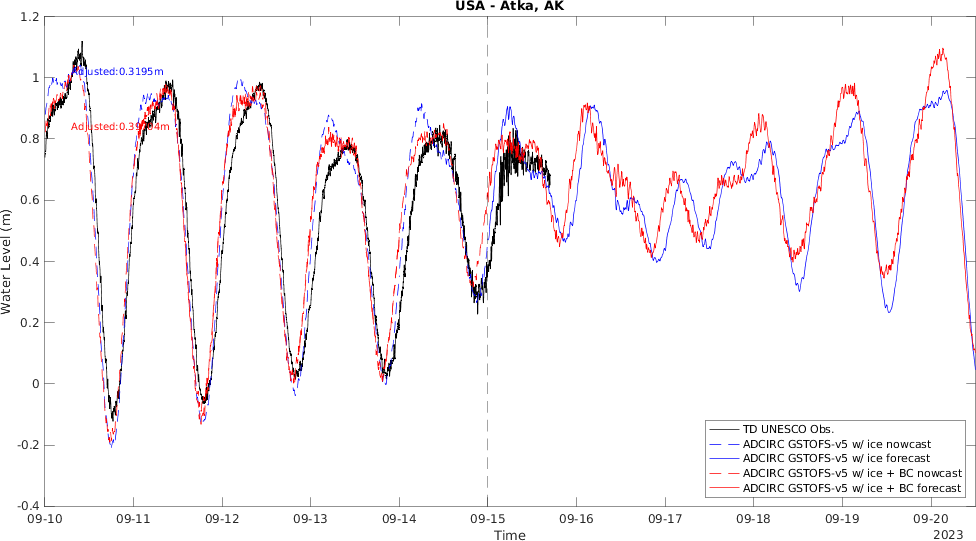 USA - Atka, AK
1.2
1
0.8
0.6
0.4
0.2
0
-0.2
-0.4
Water Level (m)
Adjusted:0.3195m
TD UNESCO Obs.
ADCIRC GSTOFS-v5 w/ ice nowcast
ADCIRC GSTOFS-v5 w/ ice forecast
ADCIRC GSTOFS-v5 w/ ice + BC nowcast
ADCIRC GSTOFS-v5 w/ ice + BC forecast
09-10 09-11 09-12 09-13 09-14 09-15 09-16 09-17 09-18 09-19 09-20
Time
2023